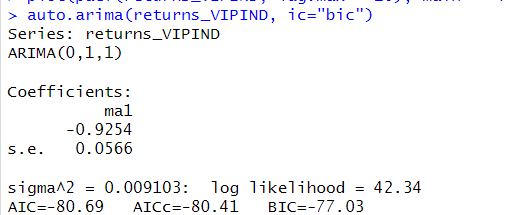 > auto.arima(returns_VIPIND, ic="bic")
Series: returns_VIPIND
ARIMA(0,1,1)
Coefficients:
ma1
-0.9254
s.e. 0.0566
sigma^2 = 0.009103: log likelihood = 42.34
AIC=-80.69 AICc=-80.41 BIC=-77.03